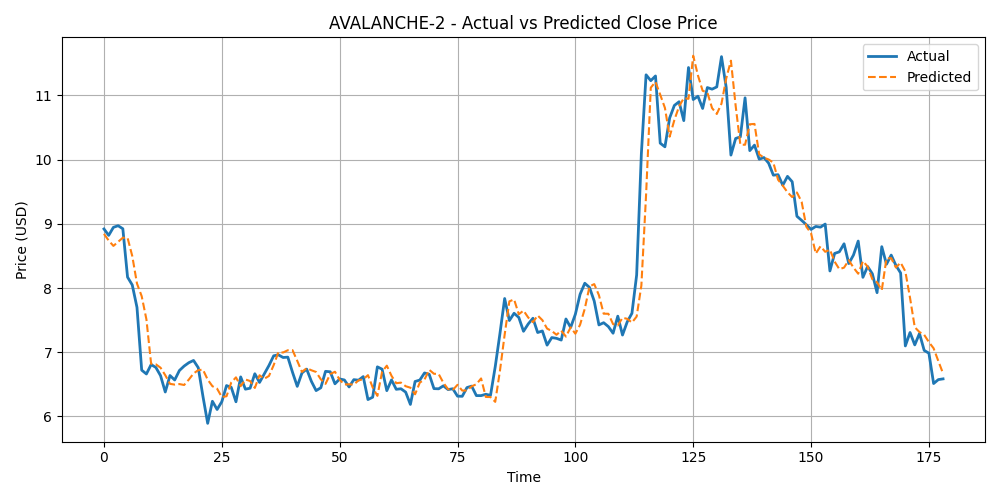 AVALANCHE-2 - Actual vs Predicted Close Price
Actual
Predicted
Price (USD)
11
10
9
8
7
6
0 25 50 75 100 125 150 175
Time